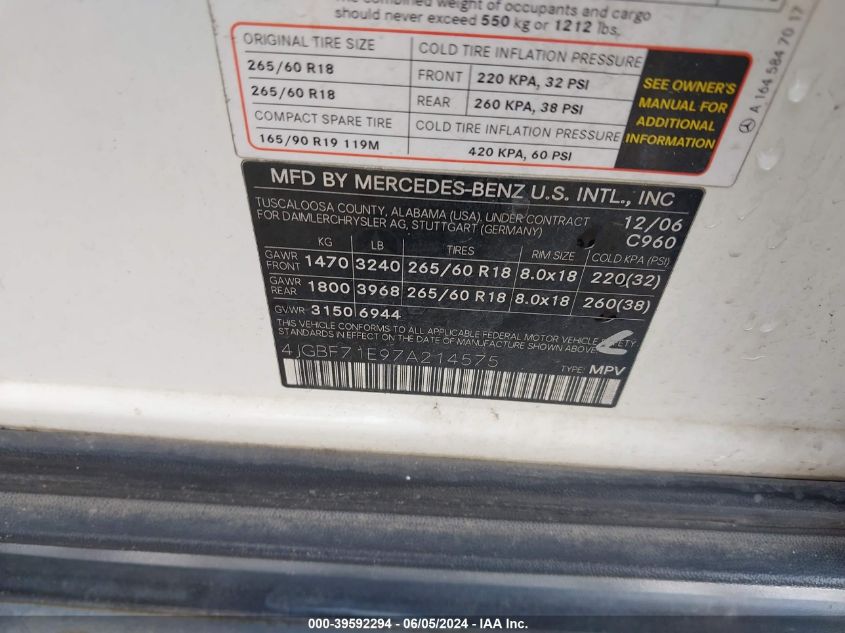 The combined weight of occupants and cargo
should never exceed 550 kg or 1212 lbs.
ORIGINAL TIRE SIZE
COLD TIRE INFLATION PRESSURE
265/60 R18
FRONT
220 KPA, 32 PSI
265/60 R18
REAR
260 KPA, 38 PSI
COMPACT SPARE TIRE
COLD TIRE INFLATION PRESSURE
165/90 R19 119M
420 KPA, 60 PSI
SEE OWNER'S
MANUAL FOR
ADDITIONAL
INFORMATION
A 164 584 70 17
MFD BY MERCEDES-BENZ U.S. INTL., INC
TUSCALOOSA COUNTY, ALABAMA (USA). UNDER CONTRACT
FOR DAIMLERCHRYSLER AG, STUTTGART (GERMANY)
12/06
C960
KG LB TIRES RIM SIZE COLD KPA (PSI)
GAWR FRONT 1470 3240 265/60 R18 8.0x18 220(32)
GAWR REAR 1800 3968 265/60 R18 8.0x18 260(38)
GVWR 3150 6944
THIS VEHICLE CONFORMS TO ALL APPLICABLE FEDERAL MOTOR VEHICLE SAFETY
STANDARDS IN EFFECT ON THE DATE OF MANUFACTURE SHOWN ABOVE
4JGBF71E97A214575
TYPE: MPV
000-39592294 - 06/05/2024 - IAA Inc.